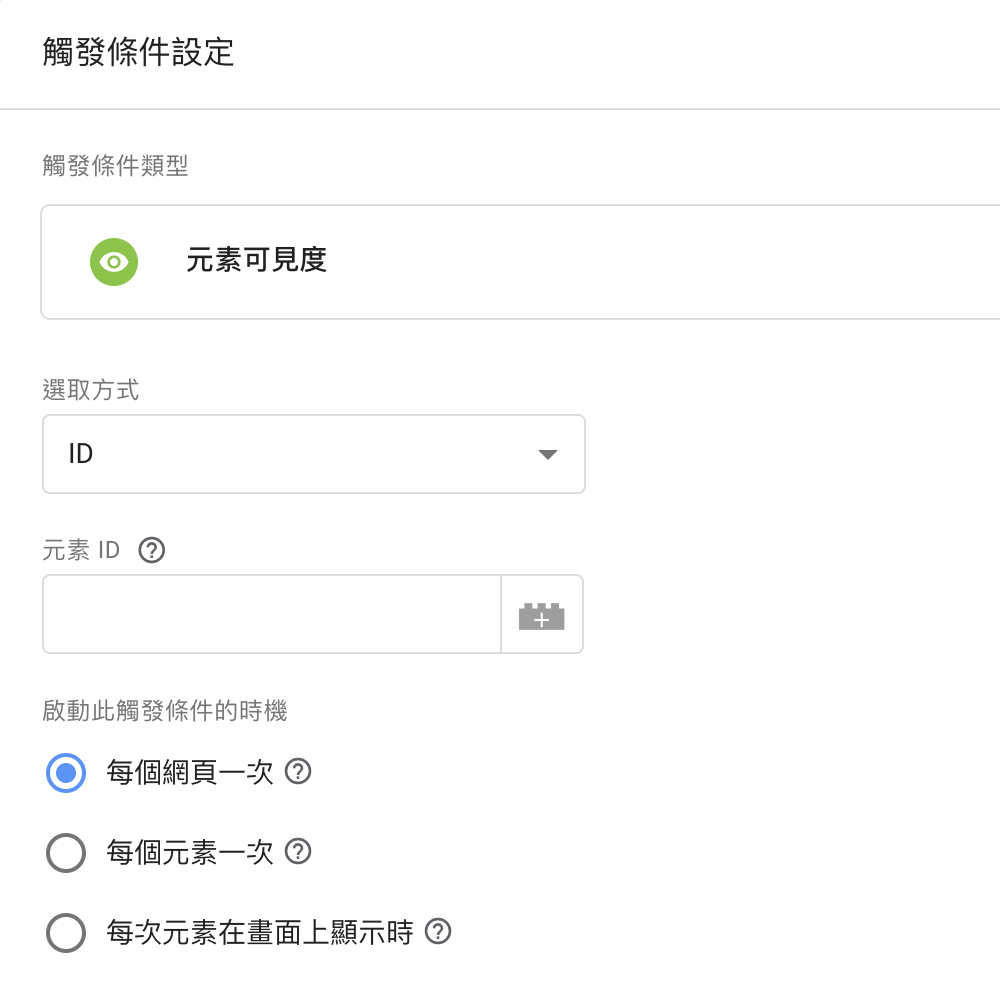 觸發條件設定
觸發條件類型
元素可見度
選取方式
ID
元素 ID
啟動此觸發條件的時機
每個網頁一次
每個元素一次
每次元素在畫面上顯示時